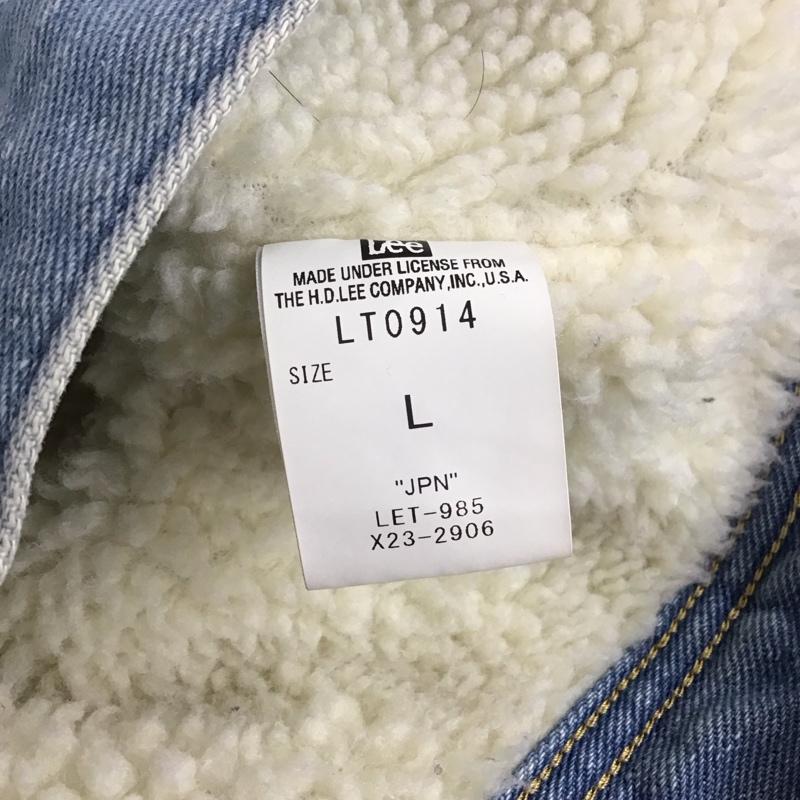 Lee
MADE UNDER LICENSE FROM
THE H.D.LEE COMPANY,INC.,U.S.A.
LT0914
SIZE
L
"JPN"
LET-985
X23-2906